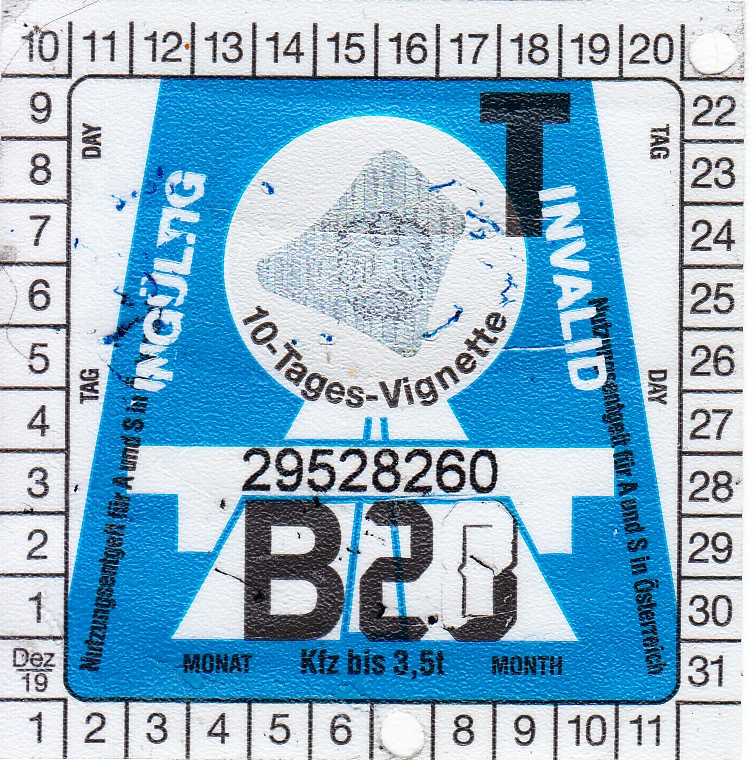 10 11 12 13 14 15 16 17 18 19 20
9 22
8 23
7 24
6 25
5 26
4 27
3 28
2 29
1 30
Dez 19 31
1 2 3 4 5 6 8 9 10 11
DAY
TAG
T
INVALID
10-Tages-Vignette
TAG
DAY
Nutzungsentgelt für A und S in
Nutzungsentgelt für A und S in Österreich
29528260
MONAT
Kfz bis 3,5t
MONTH